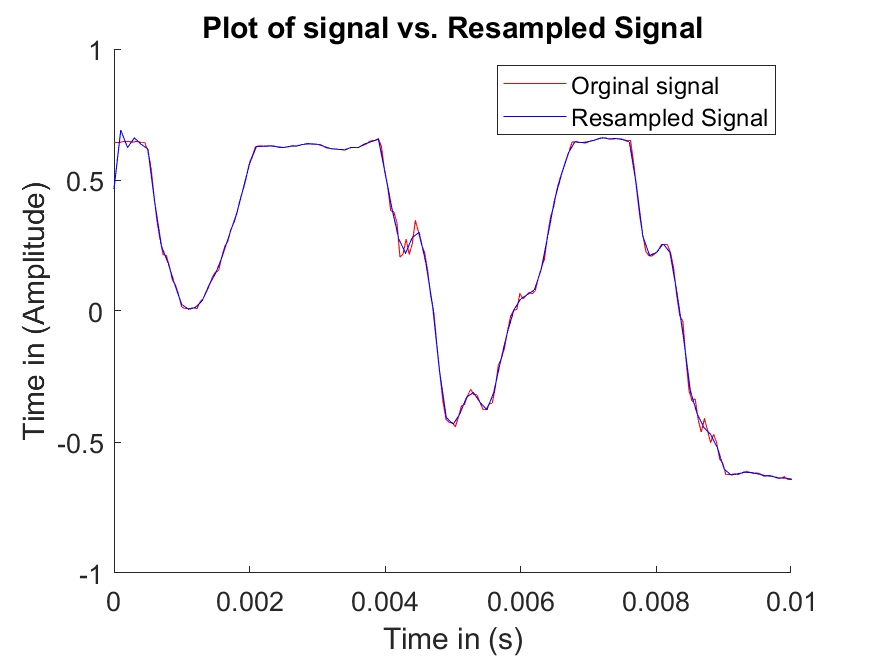 Plot of signal vs. Resampled Signal
1
Orginal signal
Resampled Signal
0.5
0
-0.5
-1
Time in (Amplitude)
0 0.002 0.004 0.006 0.008 0.01
Time in (s)